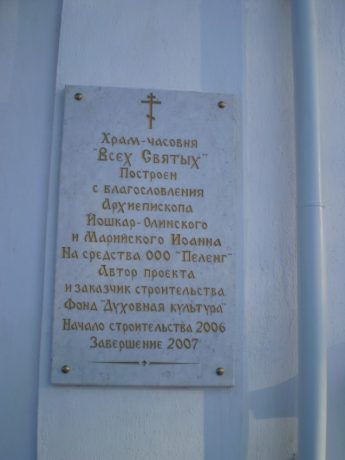 Храм-часовня
"Всех Святых"
Построен
с благословления
Архиепископа
Йошкар-Олинского
и Марийского Иоанна
На средства ООО "Пеленг"
Автор проекта
и заказчик строительства
Фонд "Духовная культура"
Начало строительства 2006
Завершение 2007